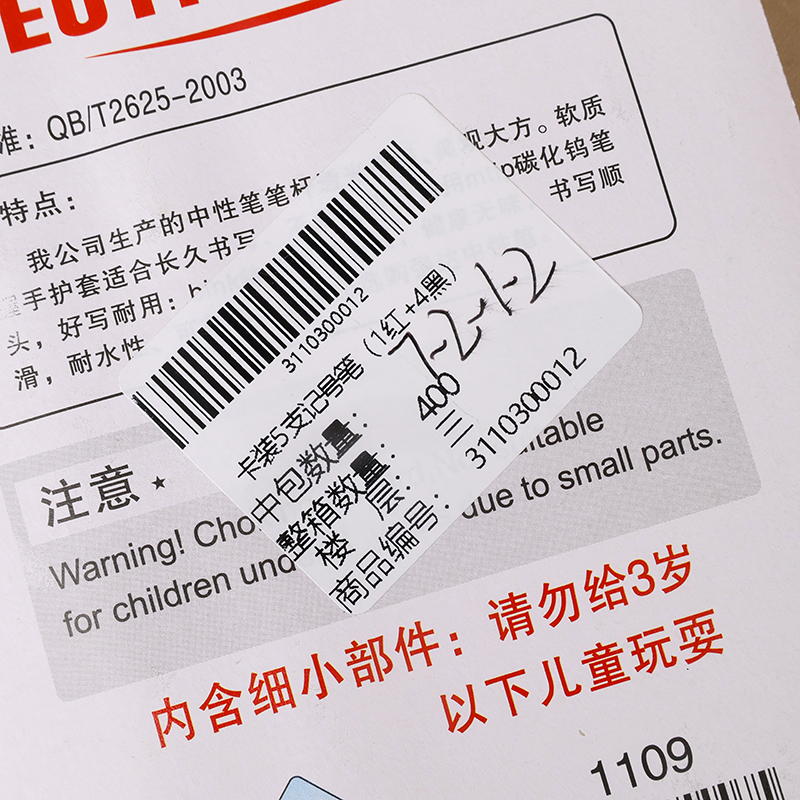 准：QB/T2625-2003
特点：
我公司生产的中性笔笔杆 观大方。软质
握手护套适合长久书写 碳化钨笔
头，好写耐用： 书写顺
滑，耐水性
3110300012
卡装5支记号笔（1红+4黑）
7-2-1-2
中包数量：
整箱数量： 400
楼 层： 三
商品编号： 3110300012
注意
Warning! Cho
for children und due to small parts.
内含细小部件：请勿给3岁
以下儿童玩耍
1109